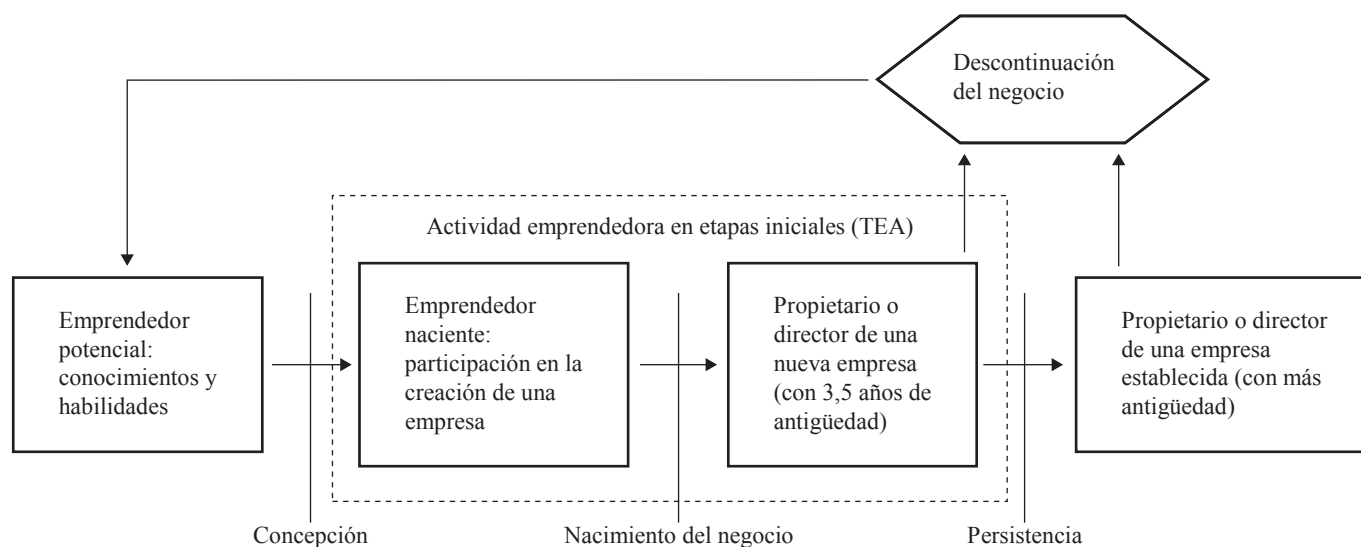 Descontinuación
del negocio
Actividad emprendedora en etapas iniciales (TEA)
Emprendedor
potencial:
conocimientos y
habilidades
Emprendedor
naciente:
participación en la
creación de una
empresa
Propietario o
director de una
nueva empresa
(con 3,5 años de
antigüedad)
Propietario o director
de una empresa
establecida (con más
antigüedad)
Concepción
Nacimiento del negocio
Persistencia